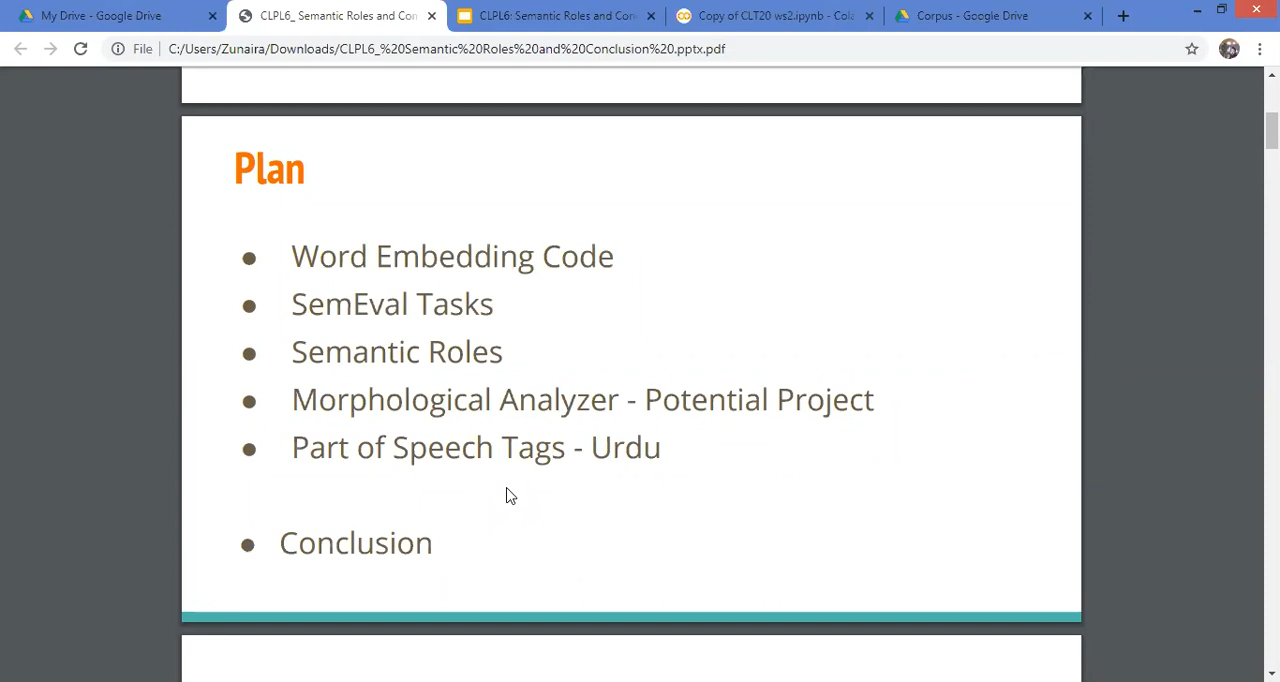 My Drive - Google Drive
CLPL6_ Semantic Roles and Con
CLPL6: Semantic Roles and Con
Copy of CLT20 ws2.ipynb - Cola
Corpus - Google Drive
File
C:/Users/Zunaira/Downloads/CLPL6_%20Semantic%20Roles%20and%20Conclusion%20.pptx.pdf
Plan
● Word Embedding Code
● SemEval Tasks
● Semantic Roles
● Morphological Analyzer - Potential Project
● Part of Speech Tags - Urdu
● Conclusion